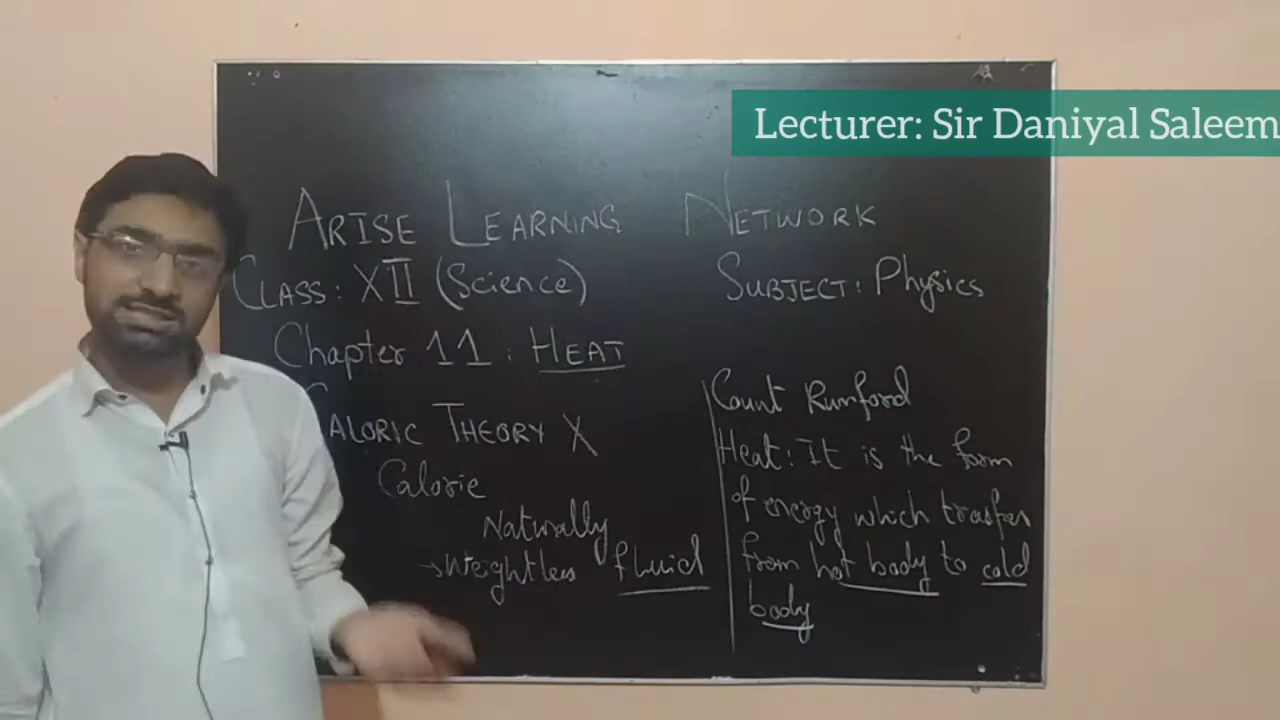 Lecturer: Sir Daniyal Saleem
ARISE LEARNING NETWORK
CLASS: XII (Science)
SUBJECT: Physics
Chapter 11: HEAT
CALORIC THEORY X
Calorie
Naturally
→ Weightless fluid
Count Rumford
Heat: It is the form
of energy which trasfer
from hot body to cold
body